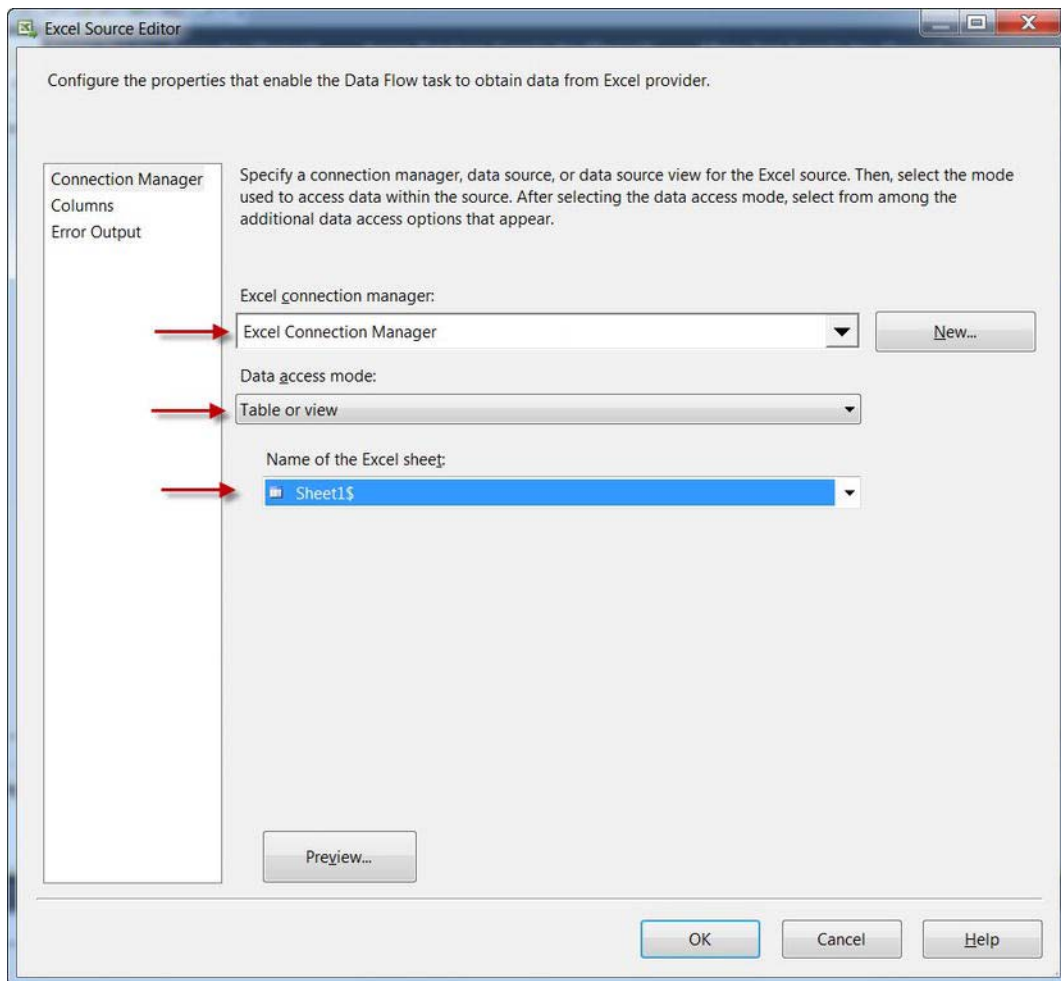 Excel Source Editor
Configure the properties that enable the Data Flow task to obtain data from Excel provider.
Connection Manager
Columns
Error Output
Specify a connection manager, data source, or data source view for the Excel source. Then, select the mode
used to access data within the source. After selecting the data access mode, select from among the
additional data access options that appear.
Excel connection manager:
Excel Connection Manager
New...
Data access mode:
Table or view
Name of the Excel sheet:
Sheet1$
Preview...
OK
Cancel
Help